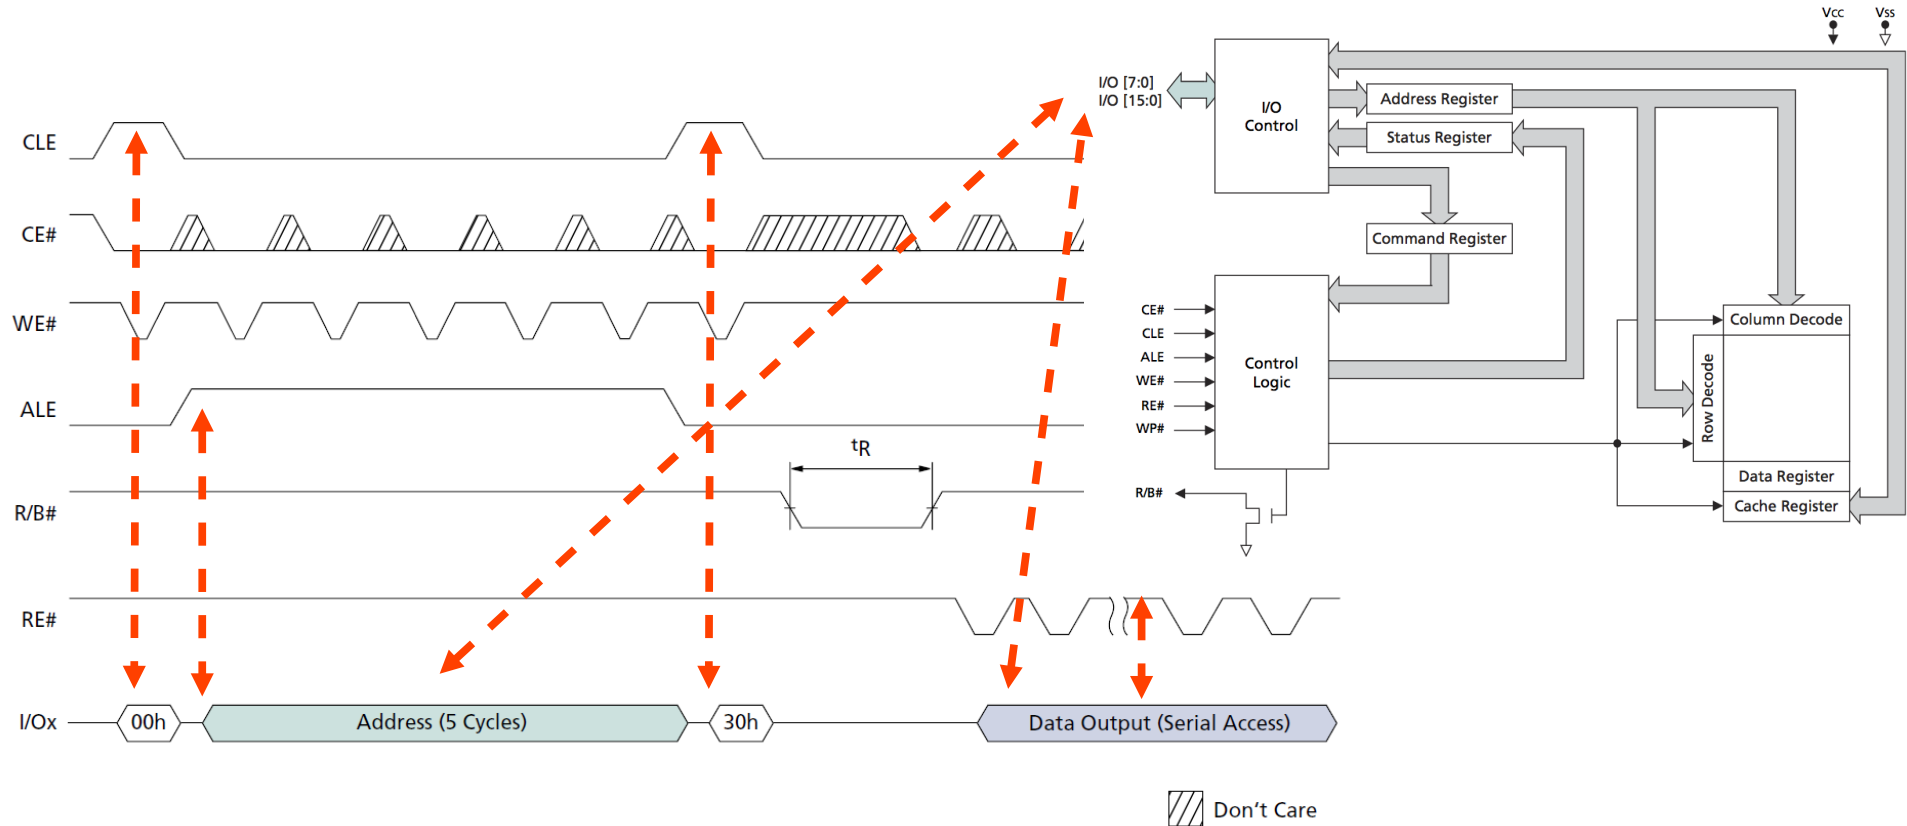 CLE
CE#
WE#
ALE
R/B#
RE#
I/Ox
tR
00h
Address (5 Cycles)
30h
Data Output (Serial Access)
Don't Care
Vcc
Vss
I/O [7:0]
I/O [15:0]
I/O
Control
Address Register
Status Register
Command Register
CE#
CLE
ALE
WE#
RE#
WP#
R/B#
Control
Logic
Column Decode
Row Decode
Data Register
Cache Register